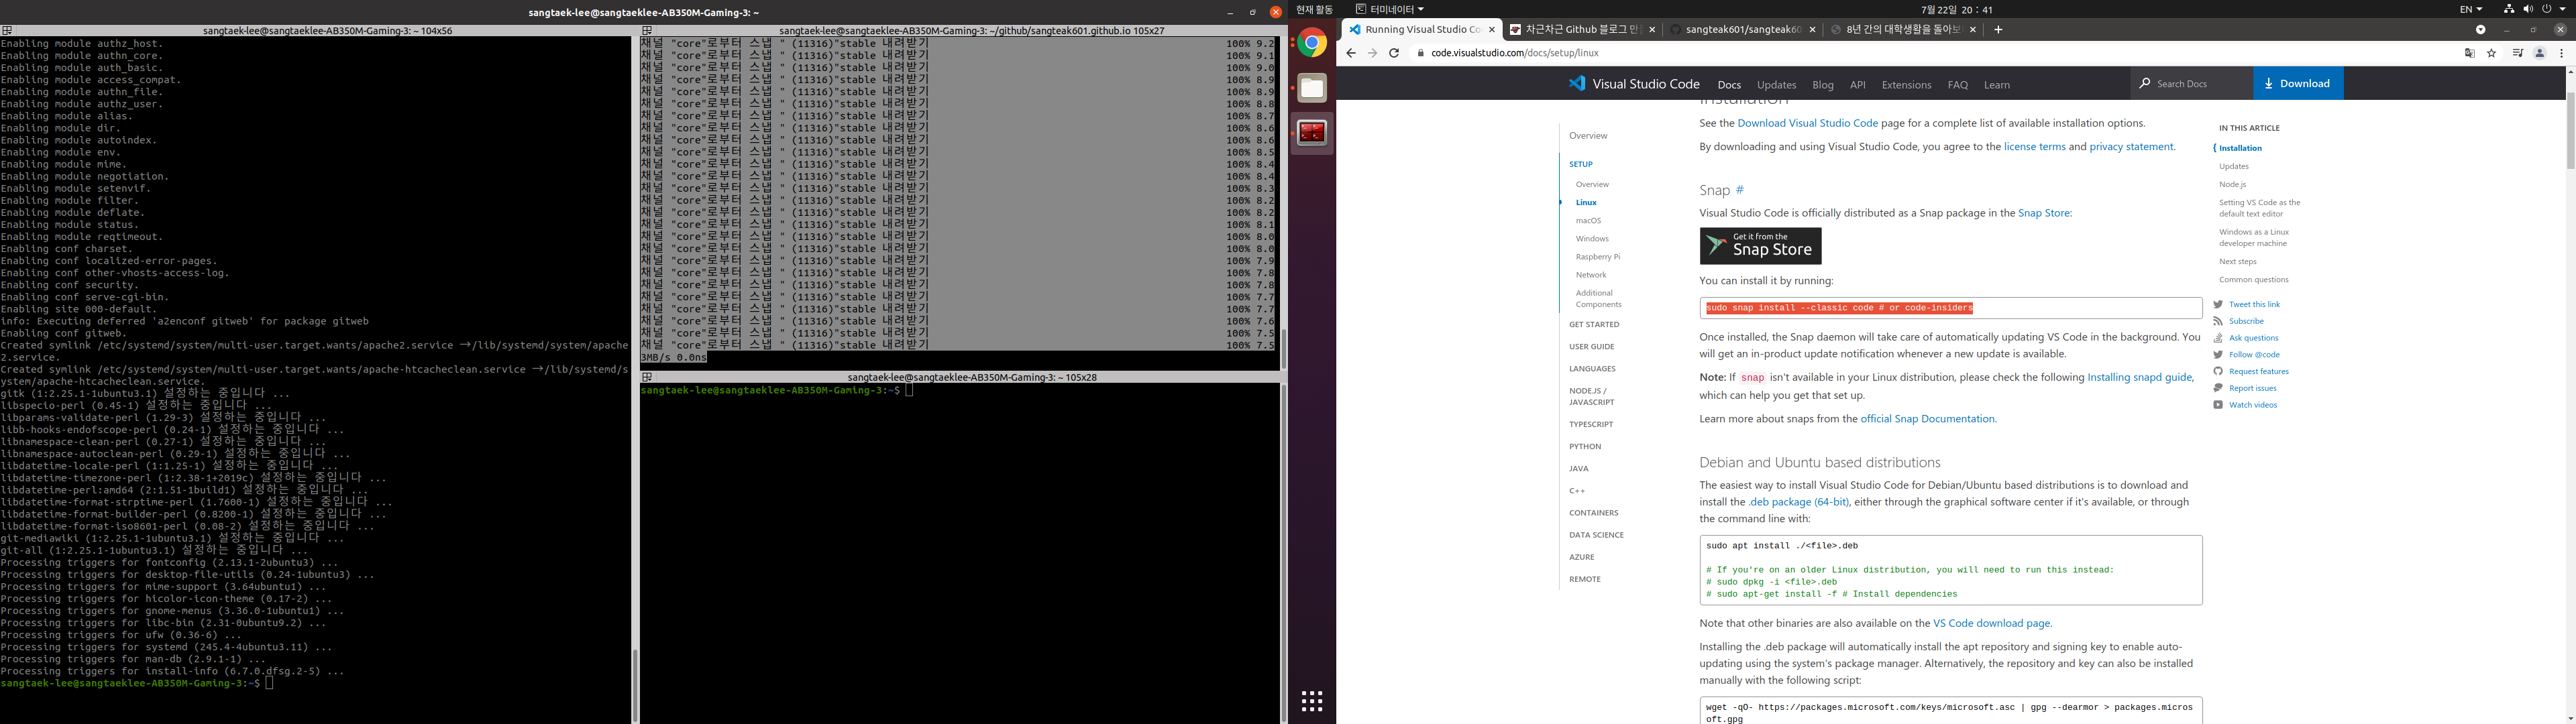 sangtaek-lee@sangtaeklee-AB350M-Gaming-3: ~
sangtaek-lee@sangtaeklee-AB350M-Gaming-3: ~ 104x56
Enabling module authz_host.
Enabling module authn_core.
Enabling module auth_basic.
Enabling module access_compat.
Enabling module authn_file.
Enabling module authz_user.
Enabling module alias.
Enabling module dir.
Enabling module autoindex.
Enabling module env.
Enabling module mime.
Enabling module negotiation.
Enabling module setenvif.
Enabling module filter.
Enabling module deflate.
Enabling module status.
Enabling module reqtimeout.
Enabling conf charset.
Enabling conf localized-error-pages.
Enabling conf other-vhosts-access-log.
Enabling conf security.
Enabling conf serve-cgi-bin.
Enabling site 000-default.
info: Executing deferred 'a2enconf gitweb' for package gitweb
Enabling conf gitweb.
Created symlink /etc/systemd/system/multi-user.target.wants/apache2.service →/lib/systemd/system/apache
2.service.
Created symlink /etc/systemd/system/multi-user.target.wants/apache-htcacheclean.service →/lib/systemd/s
ystem/apache-htcacheclean.service.
gitk (1:2.25.1-1ubuntu3.1) 설정하는 중입니다 ...
libspecio-perl (0.45-1) 설정하는 중입니다 ...
libparams-validate-perl (1.29-3) 설정하는 중입니다 ...
libb-hooks-endofscope-perl (0.24-1) 설정하는 중입니다 ...
libnamespace-clean-perl (0.27-1) 설정하는 중입니다 ...
libnamespace-autoclean-perl (0.29-1) 설정하는 중입니다 ...
libdatetime-locale-perl (1:1.25-1) 설정하는 중입니다 ...
libdatetime-timezone-perl (1:2.38-1+2019c) 설정하는 중입니다 ...
libdatetime-perl:amd64 (2:1.51-1build1) 설정하는 중입니다 ...
libdatetime-format-strptime-perl (1.7600-1) 설정하는 중입니다 ...
libdatetime-format-builder-perl (0.8200-1) 설정하는 중입니다 ...
libdatetime-format-iso8601-perl (0.08-2) 설정하는 중입니다 ...
git-mediawiki (1:2.25.1-1ubuntu3.1) 설정하는 중입니다 ...
git-all (1:2.25.1-1ubuntu3.1) 설정하는 중입니다 ...
Processing triggers for fontconfig (2.13.1-2ubuntu3) ...
Processing triggers for desktop-file-utils (0.24-1ubuntu3) ...
Processing triggers for mime-support (3.64ubuntu1) ...
Processing triggers for hicolor-icon-theme (0.17-2) ...
Processing triggers for gnome-menus (3.36.0-1ubuntu1) ...
Processing triggers for libc-bin (2.31-0ubuntu9.2) ...
Processing triggers for ufw (0.36-6) ...
Processing triggers for systemd (245.4-4ubuntu3.11) ...
Processing triggers for man-db (2.9.1-1) ...
Processing triggers for install-info (6.7.0.dfsg.2-5) ...
sangtaek-lee@sangtaeklee-AB350M-Gaming-3:~$
sangtaek-lee@sangtaeklee-AB350M-Gaming-3: ~/github/sangteak601.github.io 105x27
채널 "core"로부터 스냅 " (11316)"stable 내려받기 100% 9.2
채널 "core"로부터 스냅 " (11316)"stable 내려받기 100% 9.1
채널 "core"로부터 스냅 " (11316)"stable 내려받기 100% 9.0
채널 "core"로부터 스냅 " (11316)"stable 내려받기 100% 8.9
채널 "core"로부터 스냅 " (11316)"stable 내려받기 100% 8.9
채널 "core"로부터 스냅 " (11316)"stable 내려받기 100% 8.8
채널 "core"로부터 스냅 " (11316)"stable 내려받기 100% 8.7
채널 "core"로부터 스냅 " (11316)"stable 내려받기 100% 8.6
채널 "core"로부터 스냅 " (11316)"stable 내려받기 100% 8.6
채널 "core"로부터 스냅 " (11316)"stable 내려받기 100% 8.5
채널 "core"로부터 스냅 " (11316)"stable 내려받기 100% 8.4
채널 "core"로부터 스냅 " (11316)"stable 내려받기 100% 8.4
채널 "core"로부터 스냅 " (11316)"stable 내려받기 100% 8.3
채널 "core"로부터 스냅 " (11316)"stable 내려받기 100% 8.2
채널 "core"로부터 스냅 " (11316)"stable 내려받기 100% 8.2
채널 "core"로부터 스냅 " (11316)"stable 내려받기 100% 8.1
채널 "core"로부터 스냅 " (11316)"stable 내려받기 100% 8.0
채널 "core"로부터 스냅 " (11316)"stable 내려받기 100% 8.0
채널 "core"로부터 스냅 " (11316)"stable 내려받기 100% 7.9
채널 "core"로부터 스냅 " (11316)"stable 내려받기 100% 7.8
채널 "core"로부터 스냅 " (11316)"stable 내려받기 100% 7.8
채널 "core"로부터 스냅 " (11316)"stable 내려받기 100% 7.7
채널 "core"로부터 스냅 " (11316)"stable 내려받기 100% 7.7
채널 "core"로부터 스냅 " (11316)"stable 내려받기 100% 7.6
채널 "core"로부터 스냅 " (11316)"stable 내려받기 100% 7.5
채널 "core"로부터 스냅 " (11316)"stable 내려받기 100% 7.5
3MB/s 0.0ns
sangtaek-lee@sangtaeklee-AB350M-Gaming-3: ~ 105x28
sangtaek-lee@sangtaeklee-AB350M-Gaming-3:~$
현재 활동 터미네이터 7월 22일 20 : 41 EN
Running Visual Studio Co
차근차근 Github 블로그 만들
sangteak601/sangteak60
8년 간의 대학생활을 돌아보
code.visualstudio.com/docs/setup/linux
Visual Studio Code Docs Updates Blog API Extensions FAQ Learn Search Docs Download
Overview
SETUP
Overview
Linux
macOS
Windows
Raspberry Pi
Network
Additional
Components
GET STARTED
USER GUIDE
LANGUAGES
NODE.JS /
JAVASCRIPT
TYPESCRIPT
PYTHON
JAVA
C++
CONTAINERS
DATA SCIENCE
AZURE
REMOTE
Installation
See the Download Visual Studio Code page for a complete list of available installation options.
By downloading and using Visual Studio Code, you agree to the license terms and privacy statement.
Snap #
Visual Studio Code is officially distributed as a Snap package in the Snap Store:
Get it from the
Snap Store
You can install it by running:
sudo snap install --classic code # or code-insiders
Once installed, the Snap daemon will take care of automatically updating VS Code in the background. You
will get an in-product update notification whenever a new update is available.
Note: If snap isn't available in your Linux distribution, please check the following Installing snapd guide,
which can help you get that set up.
Learn more about snaps from the official Snap Documentation.
Debian and Ubuntu based distributions
The easiest way to install Visual Studio Code for Debian/Ubuntu based distributions is to download and
install the .deb package (64-bit), either through the graphical software center if it's available, or through
the command line with:
sudo apt install ./<file>.deb
# If you're on an older Linux distribution, you will need to run this instead:
# sudo dpkg -i <file>.deb
# sudo apt-get install -f # Install dependencies
Note that other binaries are also available on the VS Code download page.
Installing the .deb package will automatically install the apt repository and signing key to enable auto-
updating using the system's package manager. Alternatively, the repository and key can also be installed
manually with the following script:
wget -qO- https://packages.microsoft.com/keys/microsoft.asc | gpg --dearmor > packages.micros
oft.gpg
IN THIS ARTICLE
Installation
Updates
Node.js
Setting VS Code as the
default text editor
Windows as a Linux
developer machine
Next steps
Common questions
Tweet this link
Subscribe
Ask questions
Follow @code
Request features
Report issues
Watch videos